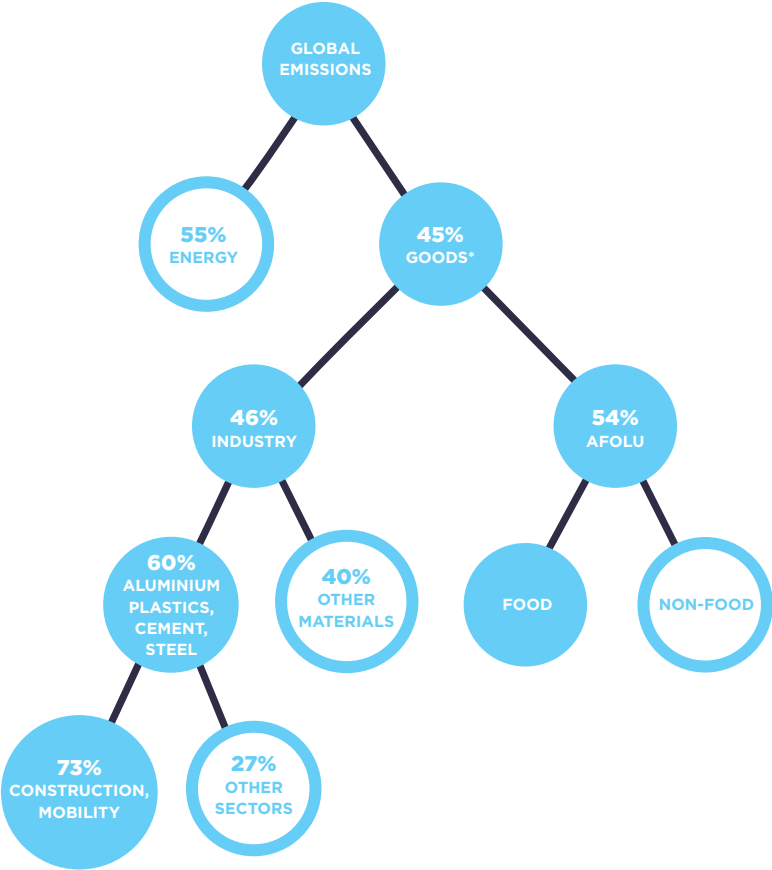 GLOBAL
EMISSIONS
55%
ENERGY
45%
GOODS*
46%
INDUSTRY
54%
AFOLU
60%
ALUMINIUM
PLASTICS,
CEMENT,
STEEL
40%
OTHER
MATERIALS
FOOD
NON-FOOD
73%
CONSTRUCTION,
MOBILITY
27%
OTHER
SECTORS